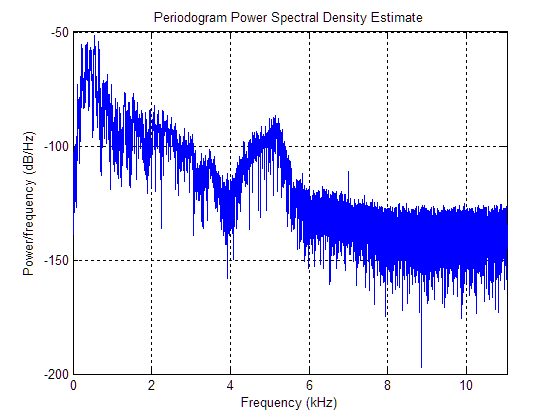 Periodogram Power Spectral Density Estimate
-50
-100
-150
-200
Power/frequency (dB/Hz)
0 2 4 6 8 10
Frequency (kHz)